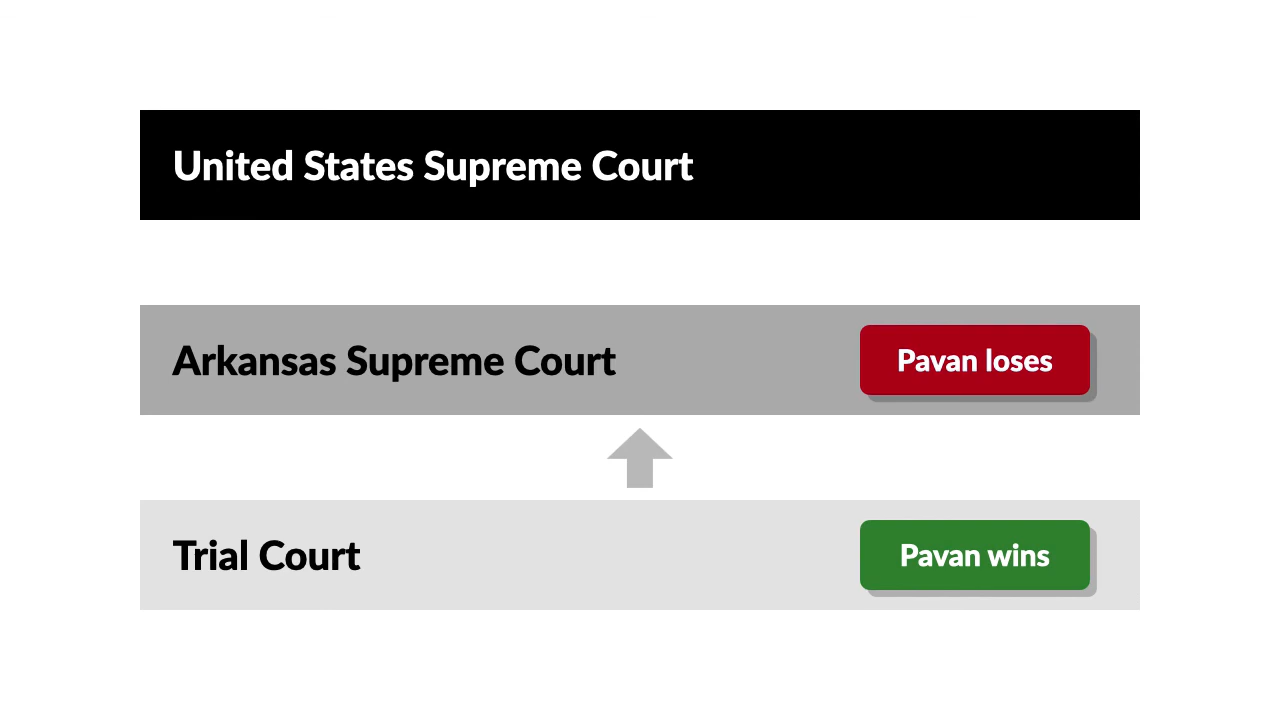 United States Supreme Court
Arkansas Supreme Court
Pavan loses
Trial Court
Pavan wins